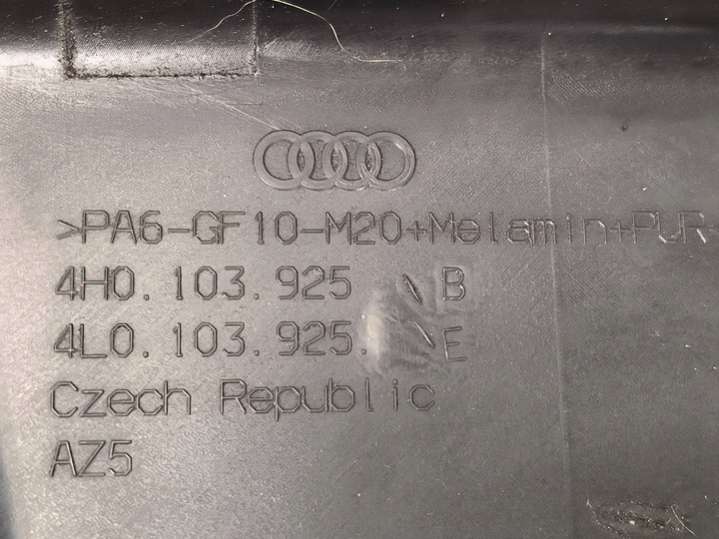 >PA6-GF10-M20+Melamin+PUR
4H0.103.925 B
4L0.103.925. E
Czech Republic
AZ5